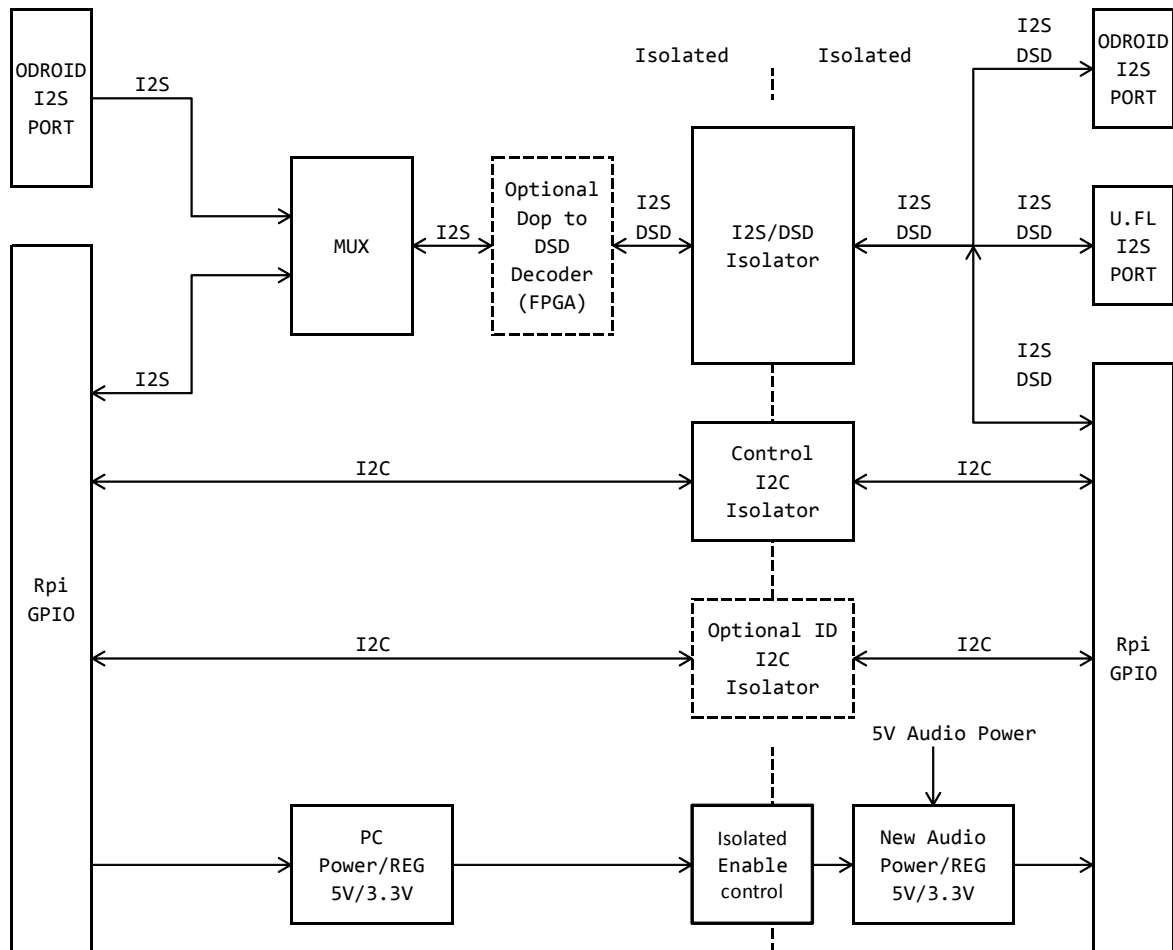 ODROID
I2S
PORT
I2S
Isolated
Isolated
I2S
DSD
ODROID
I2S
PORT
MUX
I2S
Optional
Dop to
DSD
Decoder
(FPGA)
I2S
DSD
I2S/DSD
Isolator
I2S
DSD
I2S
DSD
U.FL
I2S
PORT
I2S
I2S
DSD
I2C
Control
I2C
Isolator
I2C
Rpi
GPIO
I2C
Optional ID
I2C
Isolator
I2C
Rpi
GPIO
5V Audio Power
PC
Power/REG
5V/3.3V
Isolated
Enable
control
New Audio
Power/REG
5V/3.3V